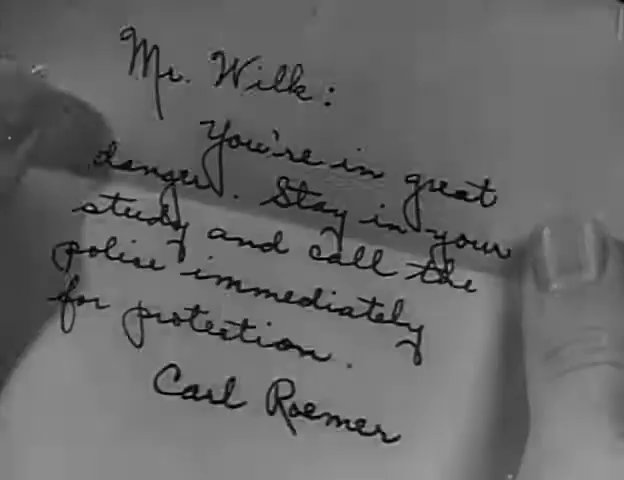 Mr. Wilk:
You're in great
danger. Stay in your
study and call the
police immediately
for protection.
Carl Roemer